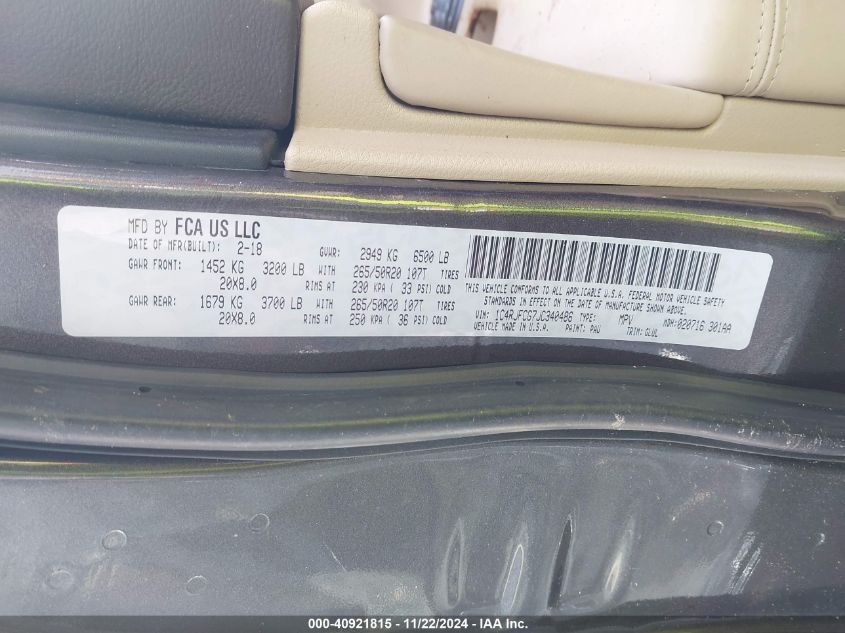 MFD BY FCA US LLC
DATE OF MFR(BUILT): 2-18 GVWR: 2949 KG 6500 LB
GAWR FRONT: 1452 KG 3200 LB WITH 265/50R20 107T TIRES
20X8.0 RIMS AT 230 KPA ( 33 PSI) COLD
GAWR REAR: 1679 KG 3700 LB WITH 265/50R20 107T TIRES
20X8.0 RIMS AT 250 KPA ( 36 PSI) COLD
THIS VEHICLE CONFORMS TO ALL APPLICABLE U.S.A. FEDERAL MOTOR VEHICLE SAFETY
STANDARDS IN EFFECT ON THE DATE OF MANUFACTURE SHOWN ABOVE.
VIN: 1C4RJFCG7JC340486 TYPE: MPV MDH: 020716 301AA
VEHICLE MADE IN U.S.A. PAINT: PAU TRIM: GLUL
000-40921815 - 11/22/2024 - IAA Inc.